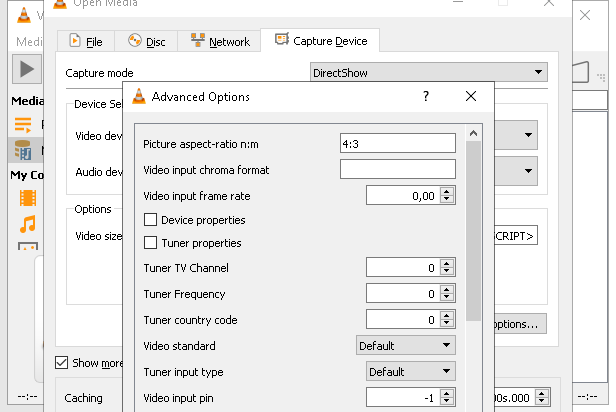 Open Media
Medi
File
Disc
Network
Capture Device
Capture mode
DirectShow
Media
Device Sel
Advanced Options
?
Video dev
Audio dev
My Co
Options
Video size
SCRIPT>
Picture aspect-ratio n:m
4:3
Video input chroma format
Video input frame rate
0,00
Device properties
Tuner properties
Tuner TV Channel
0
Tuner Frequency
0
Tuner country code
0
Video standard
Default
Tuner input type
Default
Video input pin
-1
options...
Show more
Caching
00s.000
--:--
--:--